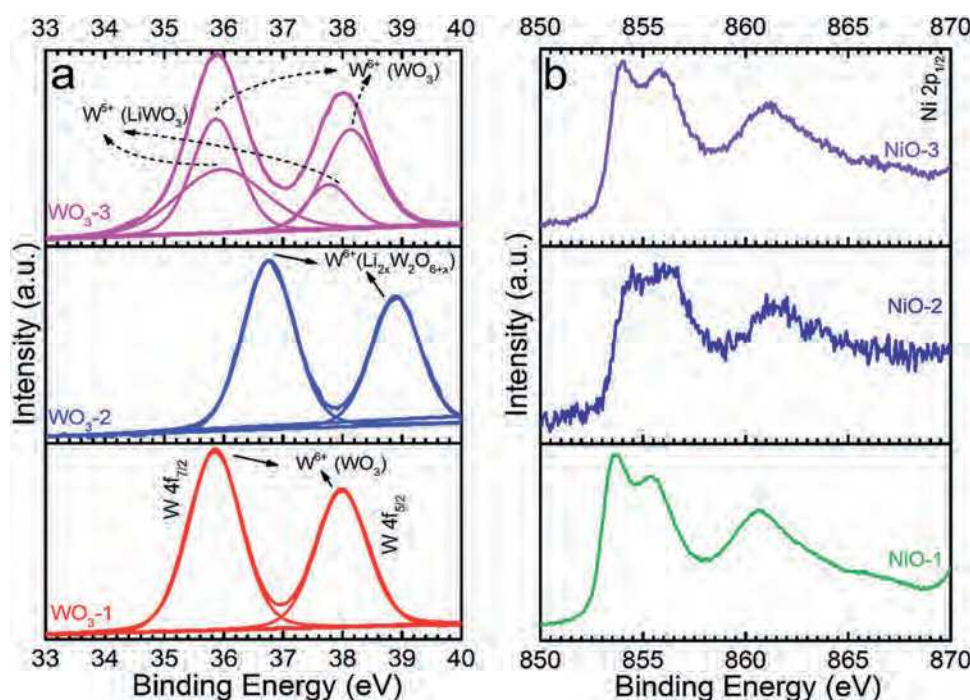 33 34 35 36 37 38 39 40
850 855 860 865 870
a
W⁶⁺ (WO₃)
W⁵⁺ (LiWO₃)
WO₃-3
W⁶⁺(Li₂ₓW₂O₆₊ₓ)
WO₃-2
W 4f₇/₂
W⁶⁺ (WO₃)
W 4f₅/₂
WO₃-1
Intensity (a.u.)
33 34 35 36 37 38 39 40
Binding Energy (eV)
b
Ni 2p₁/₂
NiO-3
NiO-2
NiO-1
Intensity (a.u.)
850 855 860 865 870
Binding Energy (eV)